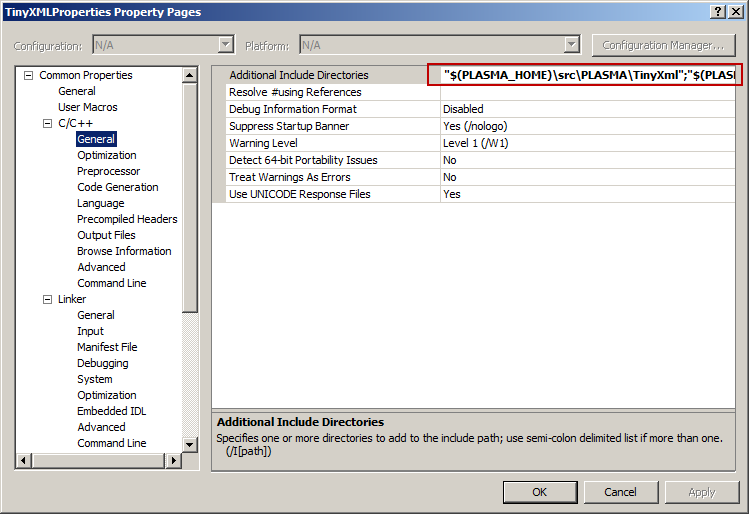 TinyXMLProperties Property Pages
Configuration: N/A Platform: N/A Configuration Manager...
Common Properties
General
User Macros
C/C++
General
Optimization
Preprocessor
Code Generation
Language
Precompiled Headers
Output Files
Browse Information
Advanced
Command Line
Linker
General
Input
Manifest File
Debugging
System
Optimization
Embedded IDL
Advanced
Command Line
Additional Include Directories "$(PLASMA_HOME)\src\PLASMA\TinyXml";"$(PLASM
Resolve #using References
Debug Information Format Disabled
Suppress Startup Banner Yes (/nologo)
Warning Level Level 1 (/W1)
Detect 64-bit Portability Issues No
Treat Warnings As Errors No
Use UNICODE Response Files Yes
Additional Include Directories
Specifies one or more directories to add to the include path; use semi-colon delimited list if more than one.
(/I[path])
OK Cancel Apply